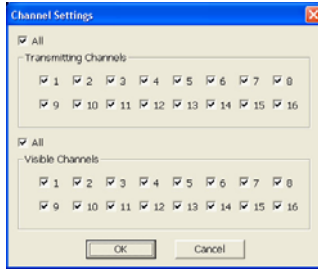 Channel Settings
All
Transmitting Channels
1 2 3 4 5 6 7 8
9 10 11 12 13 14 15 16
All
Visible Channels
1 2 3 4 5 6 7 8
9 10 11 12 13 14 15 16
OK Cancel